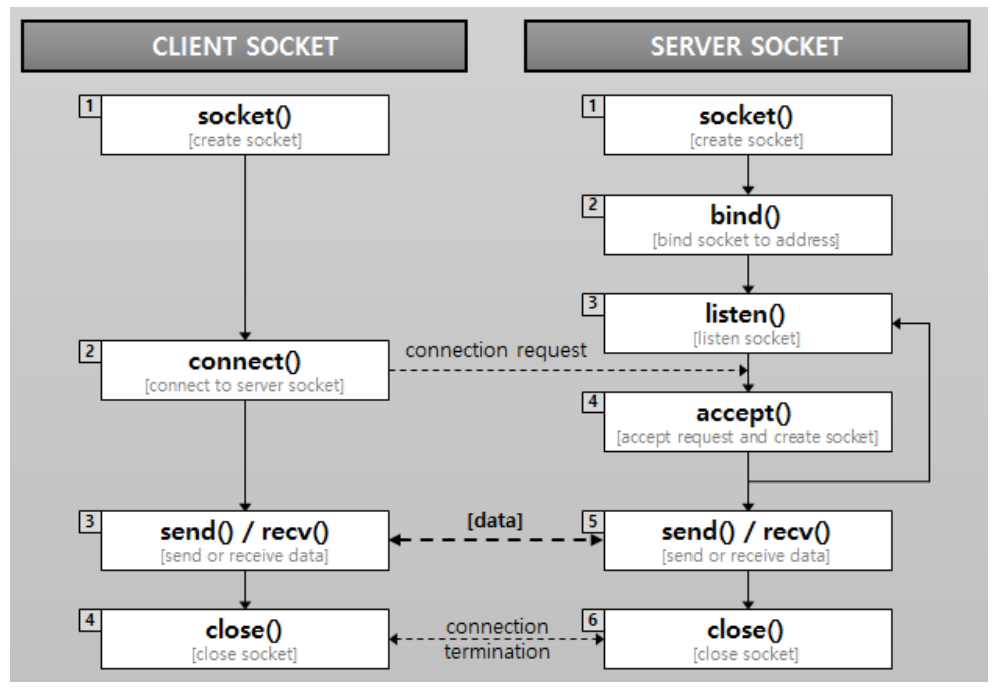 CLIENT SOCKET
SERVER SOCKET
1
socket()
[create socket]
1
socket()
[create socket]
2
bind()
[bind socket to address]
3
listen()
[listen socket]
2
connect()
[connect to server socket]
connection request
4
accept()
[accept request and create socket]
3
send() / recv()
[send or receive data]
[data]
5
send() / recv()
[send or receive data]
4
close()
[close socket]
connection
termination
6
close()
[close socket]